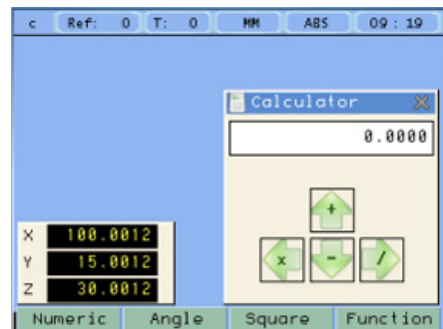 c Ref: 0 T: 0 MM ABS 09 : 19
Calculator
0.0000
+
x - /
X 100.0012
Y 15.0012
Z 30.0012
Numeric Angle Square Function